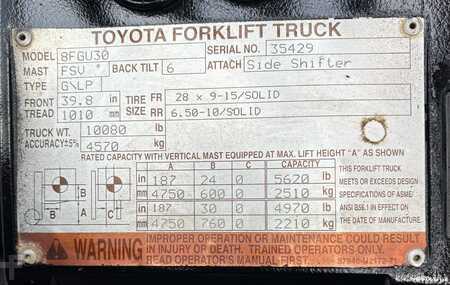 TOYOTA FORKLIFT TRUCK
MODEL 8FGU30 SERIAL NO. 35429
MAST FSV * BACK TILT 6 ATTACH Side Shifter
TYPE G\LP
FRONT TREAD 39.8 in TIRE SIZE FR 28 x 9-15/SOLID
1010 mm RR 6.50-10/SOLID
TRUCK WT. 10080 lb
ACCURACY±5% 4570 kg
RATED CAPACITY WITH VERTICAL MAST EQUIPPED AT MAX. LIFT HEIGHT "A" AS SHOWN
A B C
in 187 24 0 5620 lb
mm 4750 600 0 2510 kg
in 187 30 0 4970 lb
mm 4750 760 0 2210 kg
THIS FORKLIFT TRUCK
MEETS OR EXCEEDS DESIGN
SPECIFICATIONS OF ASME/
ANSI B56.1 IN EFFECT ON
THE DATE OF MANUFACTURE
A
B B C
WARNING
IMPROPER OPERATION OR MAINTENANCE COULD RESULT
IN INJURY OR DEATH. TRAINED OPERATORS ONLY.
READ OPERATOR'S MANUAL FIRST.